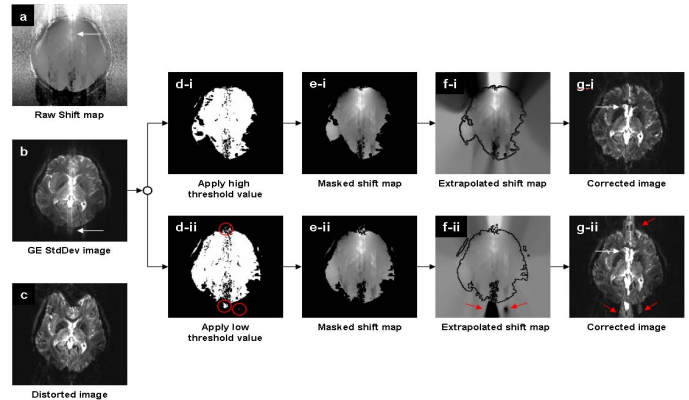 a
Raw Shift map
b
GE StdDev image
c
Distorted image
d-i
Apply high
threshold value
e-i
Masked shift map
f-i
Extrapolated shift map
g-i
Corrected image
d-ii
Apply low
threshold value
e-ii
Masked shift map
f-ii
Extrapolated shift map
g-ii
Corrected image